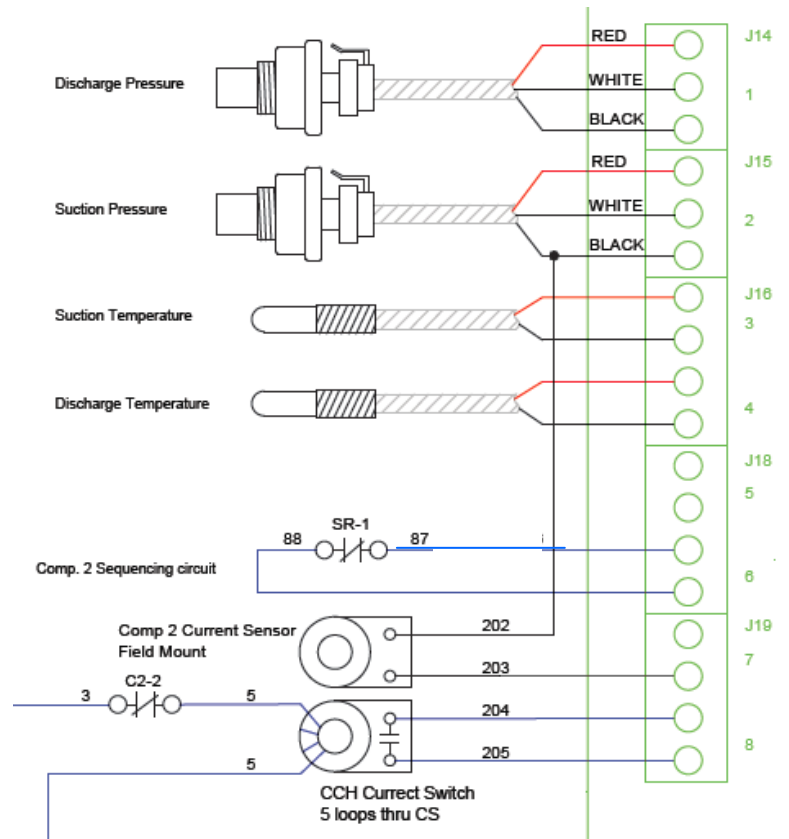 RED
J14
Discharge Pressure
WHITE
1
BLACK
RED
J15
Suction Pressure
WHITE
2
BLACK
J16
Suction Temperature
3
Discharge Temperature
4
J18
5
SR-1
88
87
Comp. 2 Sequencing circuit
6
Comp 2 Current Sensor
Field Mount
202
J19
203
7
C2-2
3
5
204
205
8
5
CCH Currect Switch
5 loops thru CS